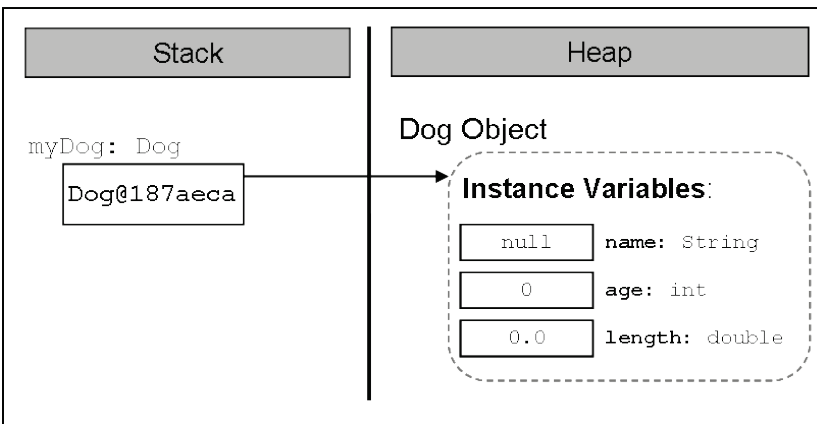 Stack
Heap
myDog: Dog
Dog@187aeca
Dog Object
Instance Variables:
null name: String
0 age: int
0.0 length: double